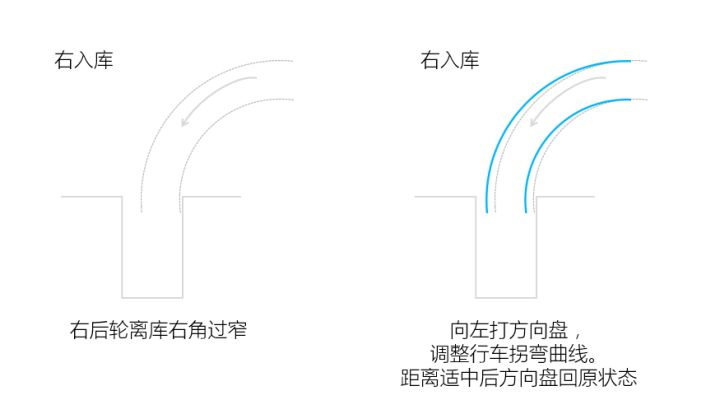 右入库
右入库
右后轮离库右角过窄
向左打方向盘，
调整行车拐弯曲线。
距离适中后方向盘回原状态